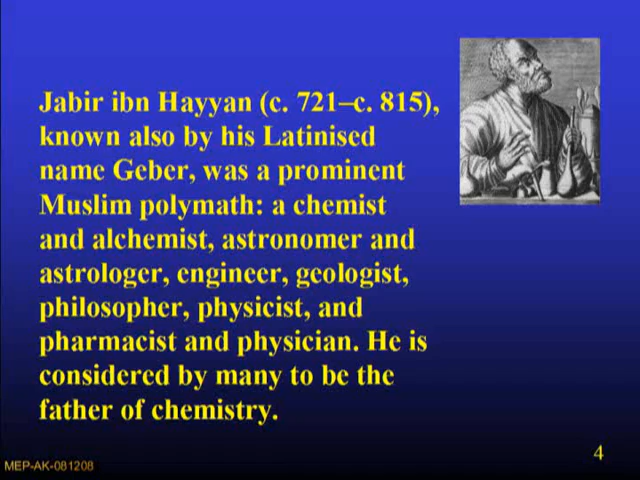 Jabir ibn Hayyan (c. 721–c. 815),
known also by his Latinised
name Geber, was a prominent
Muslim polymath: a chemist
and alchemist, astronomer and
astrologer, engineer, geologist,
philosopher, physicist, and
pharmacist and physician. He is
considered by many to be the
father of chemistry.
4
MEP-AK-081208